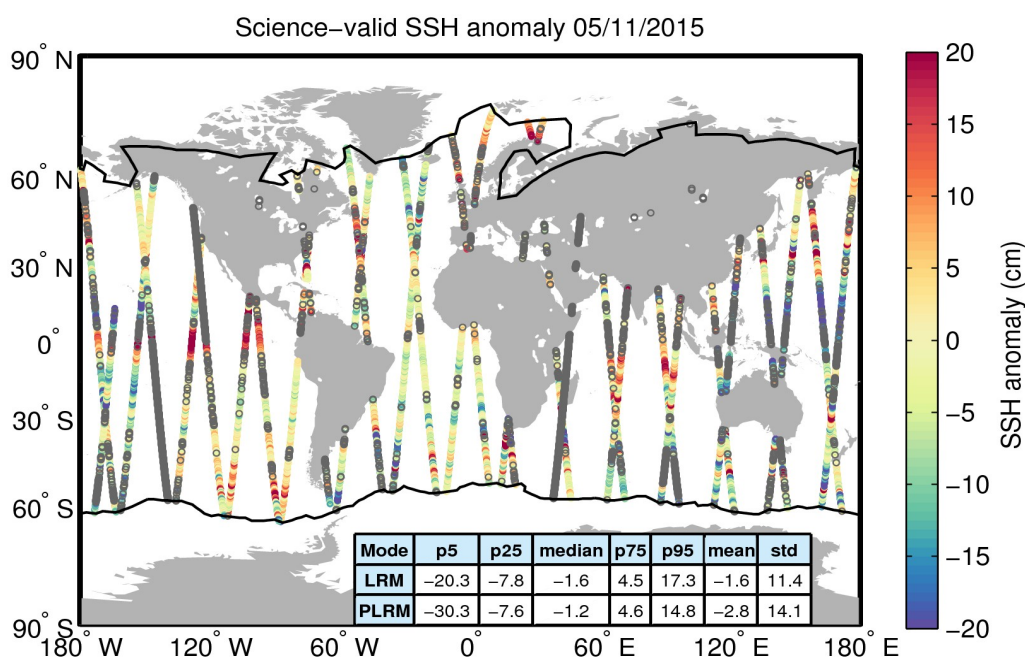 Science−valid SSH anomaly 05/11/2015
90° N
60° N
30° N
0°
30° S
60° S
90° S
180° W
120° W
60° W
0°
60° E
120° E
180° E
Mode p5 p25 median p75 p95 mean std
LRM −20.3 −7.8 −1.6 4.5 17.3 −1.6 11.4
PLRM −30.3 −7.6 −1.2 4.6 14.8 −2.8 14.1
20
15
10
5
0
−5
−10
−15
−20
SSH anomaly (cm)